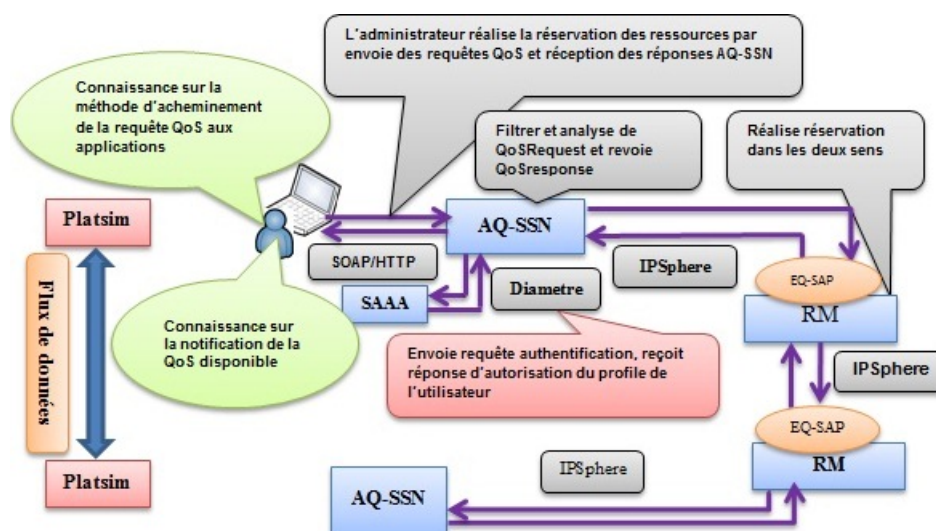 L'administrateur réalise la réservation des ressources par
envoie des requêtes QoS et réception des réponses AQ-SSN
Connaissance sur la
méthode d'acheminement
de la requête QoS aux
applications
Filtrer et analyse de
QoSRequest et revoie
QoSresponse
Réalise réservation
dans les deux sens
Platsim
AQ-SSN
SOAP/HTTP
IPSphere
EQ-SAP
RM
Flux de données
SAAA
Diametre
Connaissance sur
la notification de la
QoS disponible
Envoie requête authentification, reçoit
réponse d'autorisation du profile de
l'utilisateur
IPSphere
EQ-SAP
RM
IPSphere
Platsim
AQ-SSN